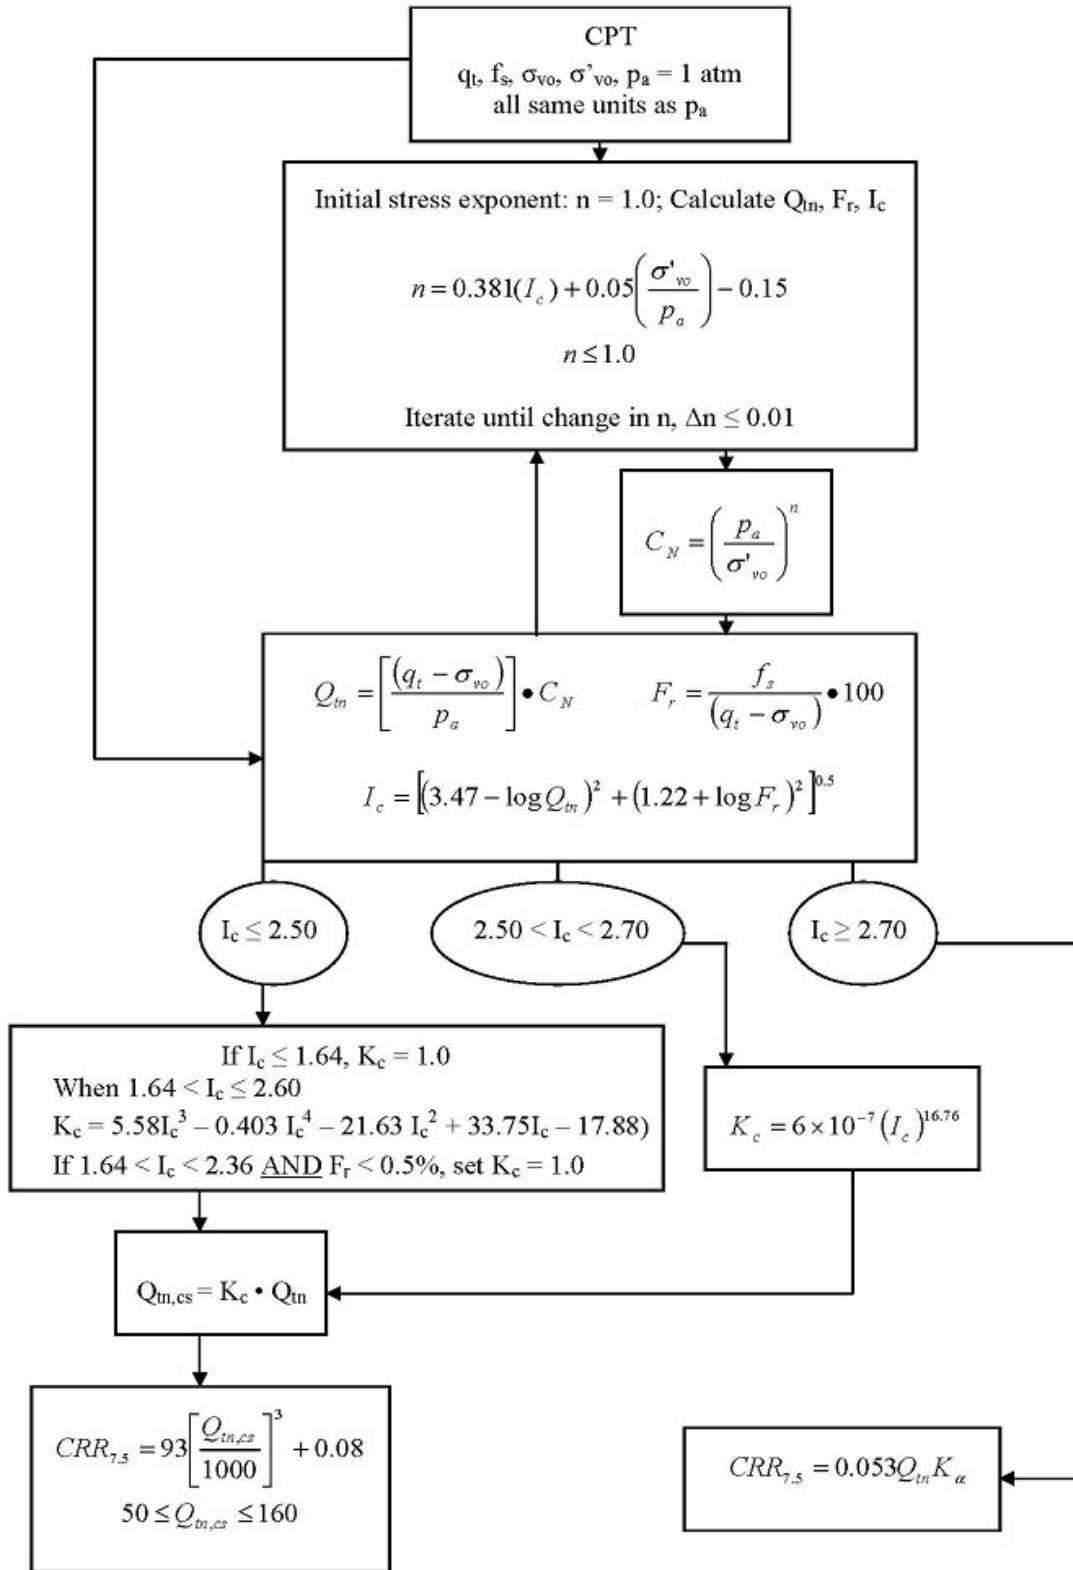 CPT
qt, fs, σvo, σ'vo, pa = 1 atm
all same units as pa
Initial stress exponent: n = 1.0; Calculate Qtn, Fr, Ic
n = 0.381(Ic) + 0.05(σ'vo / pa) − 0.15
n ≤ 1.0
Iterate until change in n, Δn ≤ 0.01
CN = (pa / σ'vo)^n
Qtn = [(qt − σvo) / pa] • CN
Fr = fs / (qt − σvo) • 100
Ic = [(3.47 − log Qtn)^2 + (1.22 + log Fr)^2]^0.5
Ic ≤ 2.50
2.50 < Ic < 2.70
Ic ≥ 2.70
If Ic ≤ 1.64, Kc = 1.0
When 1.64 < Ic ≤ 2.60
Kc = 5.58Ic^3 – 0.403 Ic^4 – 21.63 Ic^2 + 33.75Ic – 17.88)
If 1.64 < Ic < 2.36 AND Fr < 0.5%, set Kc = 1.0
Kc = 6×10^-7 (Ic)^16.76
Qtn,cs = Kc • Qtn
CRR7.5 = 93[Qtn,cs / 1000]^3 + 0.08
50 ≤ Qtn,cs ≤ 160
CRR7.5 = 0.053Qtn Kα